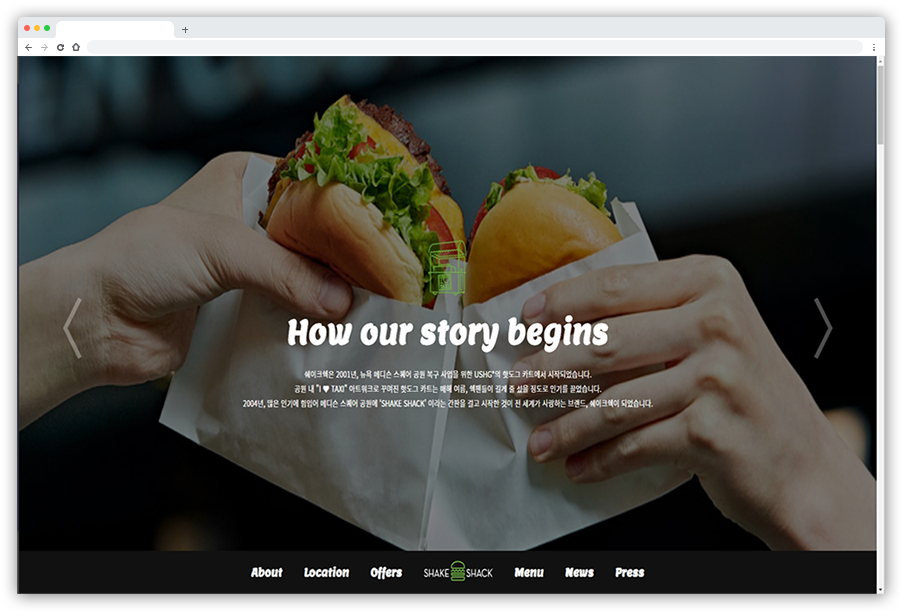 How our story begins
쉐이크쉑은 2001년, 뉴욕 메디슨 스퀘어 공원 복구 사업을 위한 USHG*의 핫도그 카트에서 시작되었습니다.
공원 내 "I ♥ TAXI" 아트워크로 꾸며진 핫도그 카트는 매해 여름, 쉑팬들이 길게 줄 섰을 정도로 인기를 끌었습니다.
2004년, 많은 인기에 힘입어 메디슨 스퀘어 공원에 'SHAKE SHACK' 이라는 간판을 걸고 시작한 것이 전 세계가 사랑하는 브랜드, 쉐이크쉑이 되었습니다.
About Location Offers SHAKE SHACK Menu News Press